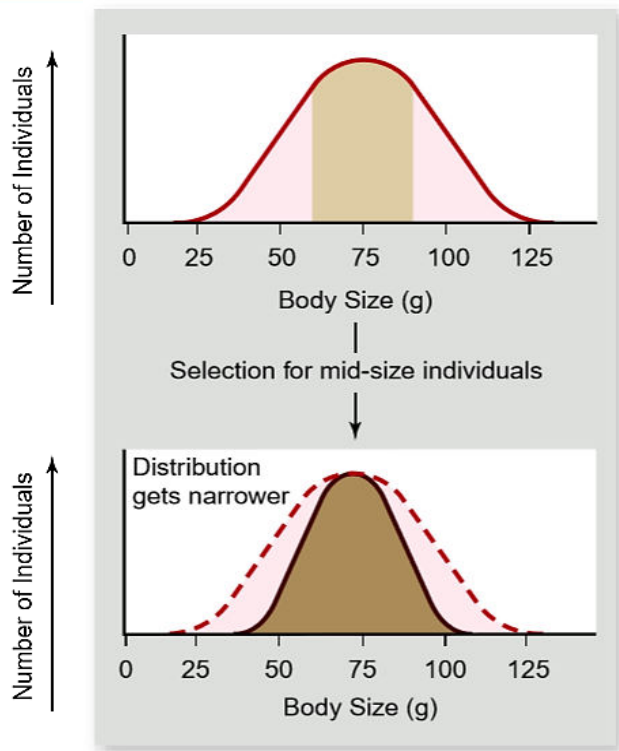 Number of Individuals
0 25 50 75 100 125
Body Size (g)
Selection for mid-size individuals
Distribution
gets narrower
Number of Individuals
0 25 50 75 100 125
Body Size (g)